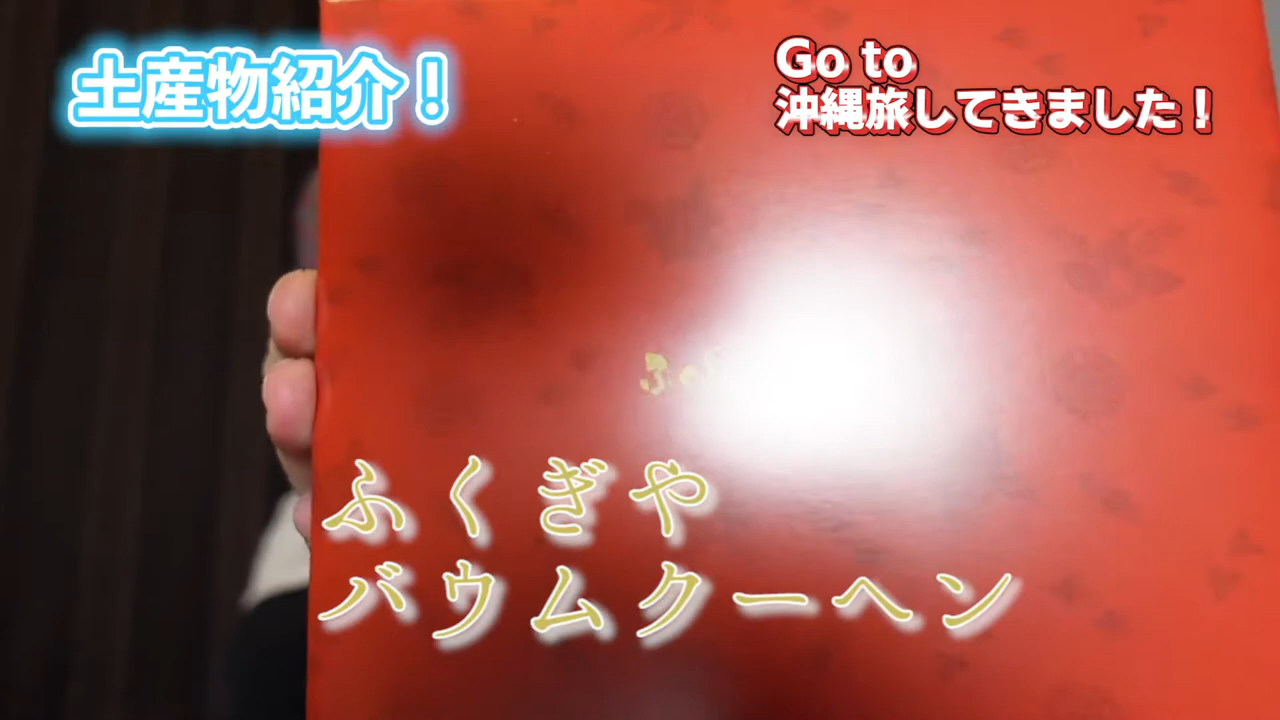 土産物紹介！
Go to
沖縄旅してきました！
ふくぎや
バウムクーヘン